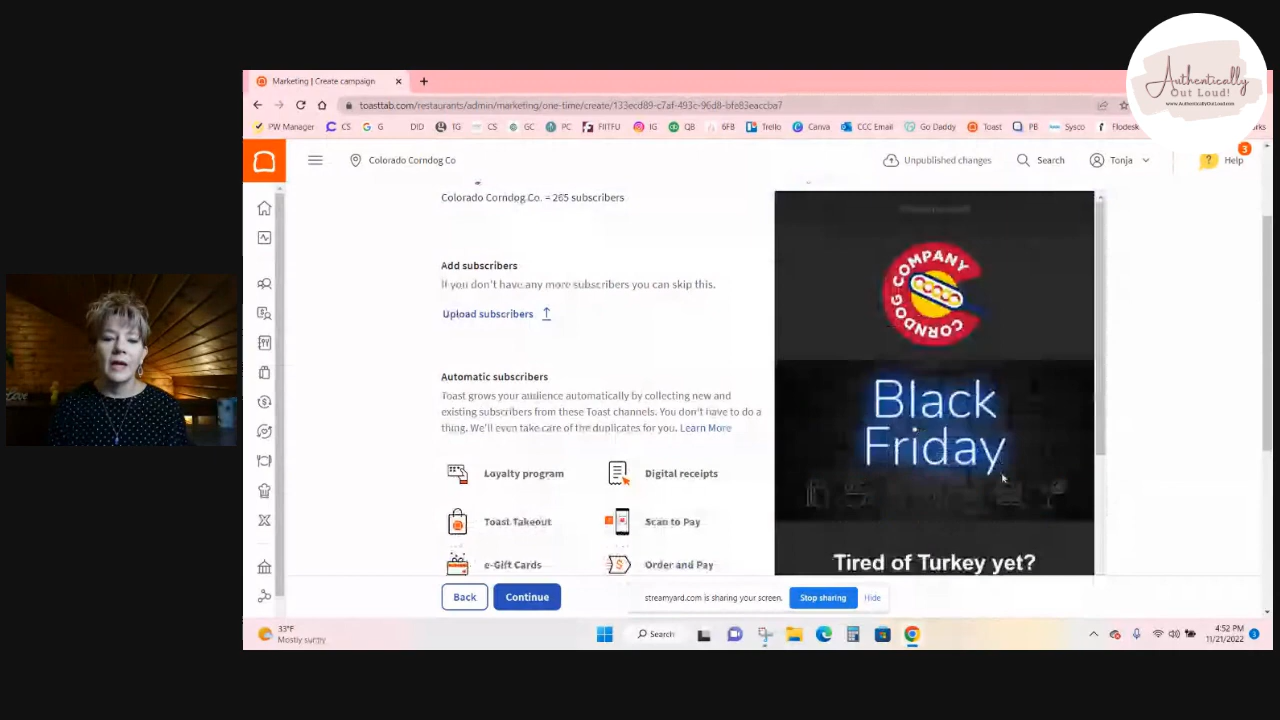 Authentically
OUT LOUD!
www.AuthenticallyOutLoud.com
Marketing | Create campaign
toasttab.com/restaurants/admin/marketing/one-time/create/133ecd89-c7af-493c-96d8-bfe83eaccba7
PW Manager CS G DID TG CS GC PC FIITFU IG QB 6FB Trello Canva CCC Email Go Daddy Toast PB Sysco Flodesk
Colorado Corndog Co
Unpublished changes
Search
Tonja
3
Help
Colorado Corndog Co. = 265 subscribers
Add subscribers
If you don't have any more subscribers you can skip this.
Upload subscribers
Automatic subscribers
Toast grows your audience automatically by collecting new and
existing subscribers from these Toast channels. You don't have to do a
thing. We'll even take care of the duplicates for you. Learn More
Loyalty program
Digital receipts
Toast Takeout
Scan to Pay
e-Gift Cards
Order and Pay
COMPANY
CORNDOG
Black
Friday
Tired of Turkey yet?
Back
Continue
streamyard.com is sharing your screen.
Stop sharing
Hide
33°F
Mostly sunny
Search
4:52 PM
11/21/2022
3